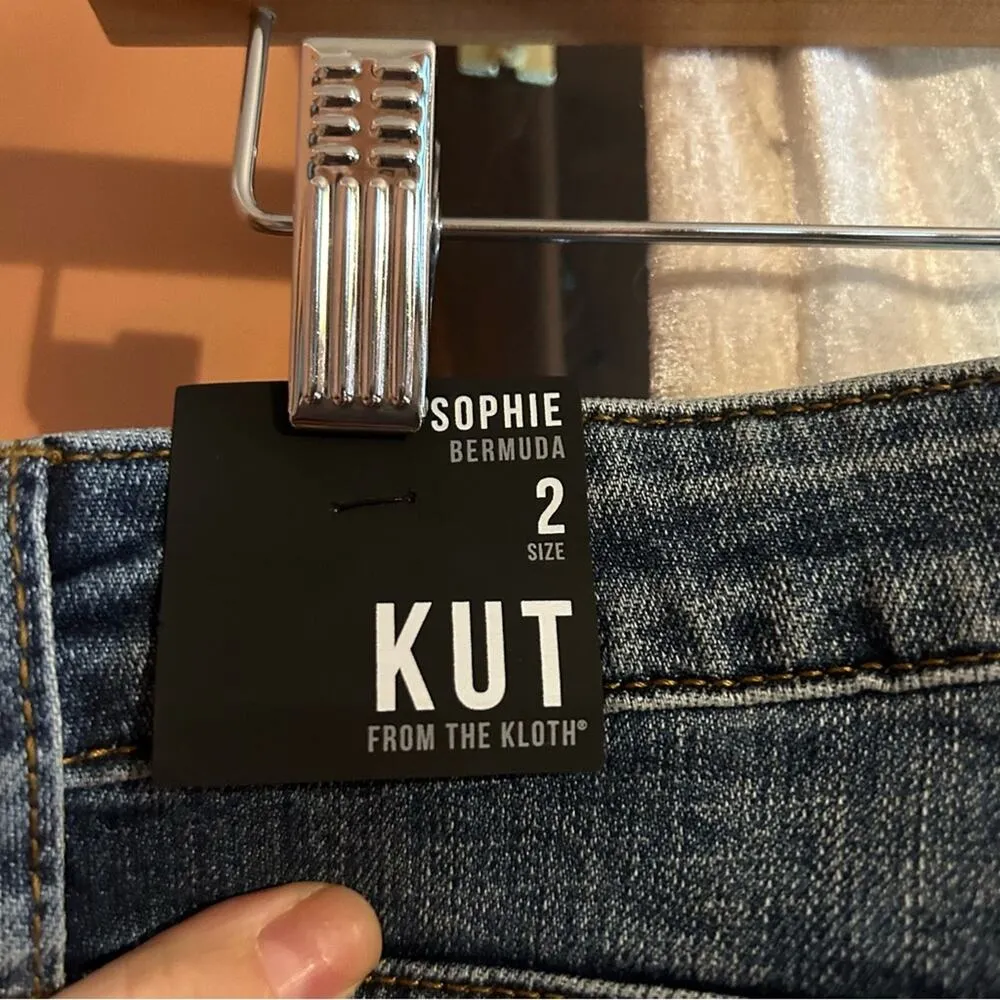 SOPHIE
BERMUDA
2
SIZE
KUT
FROM THE KLOTH®